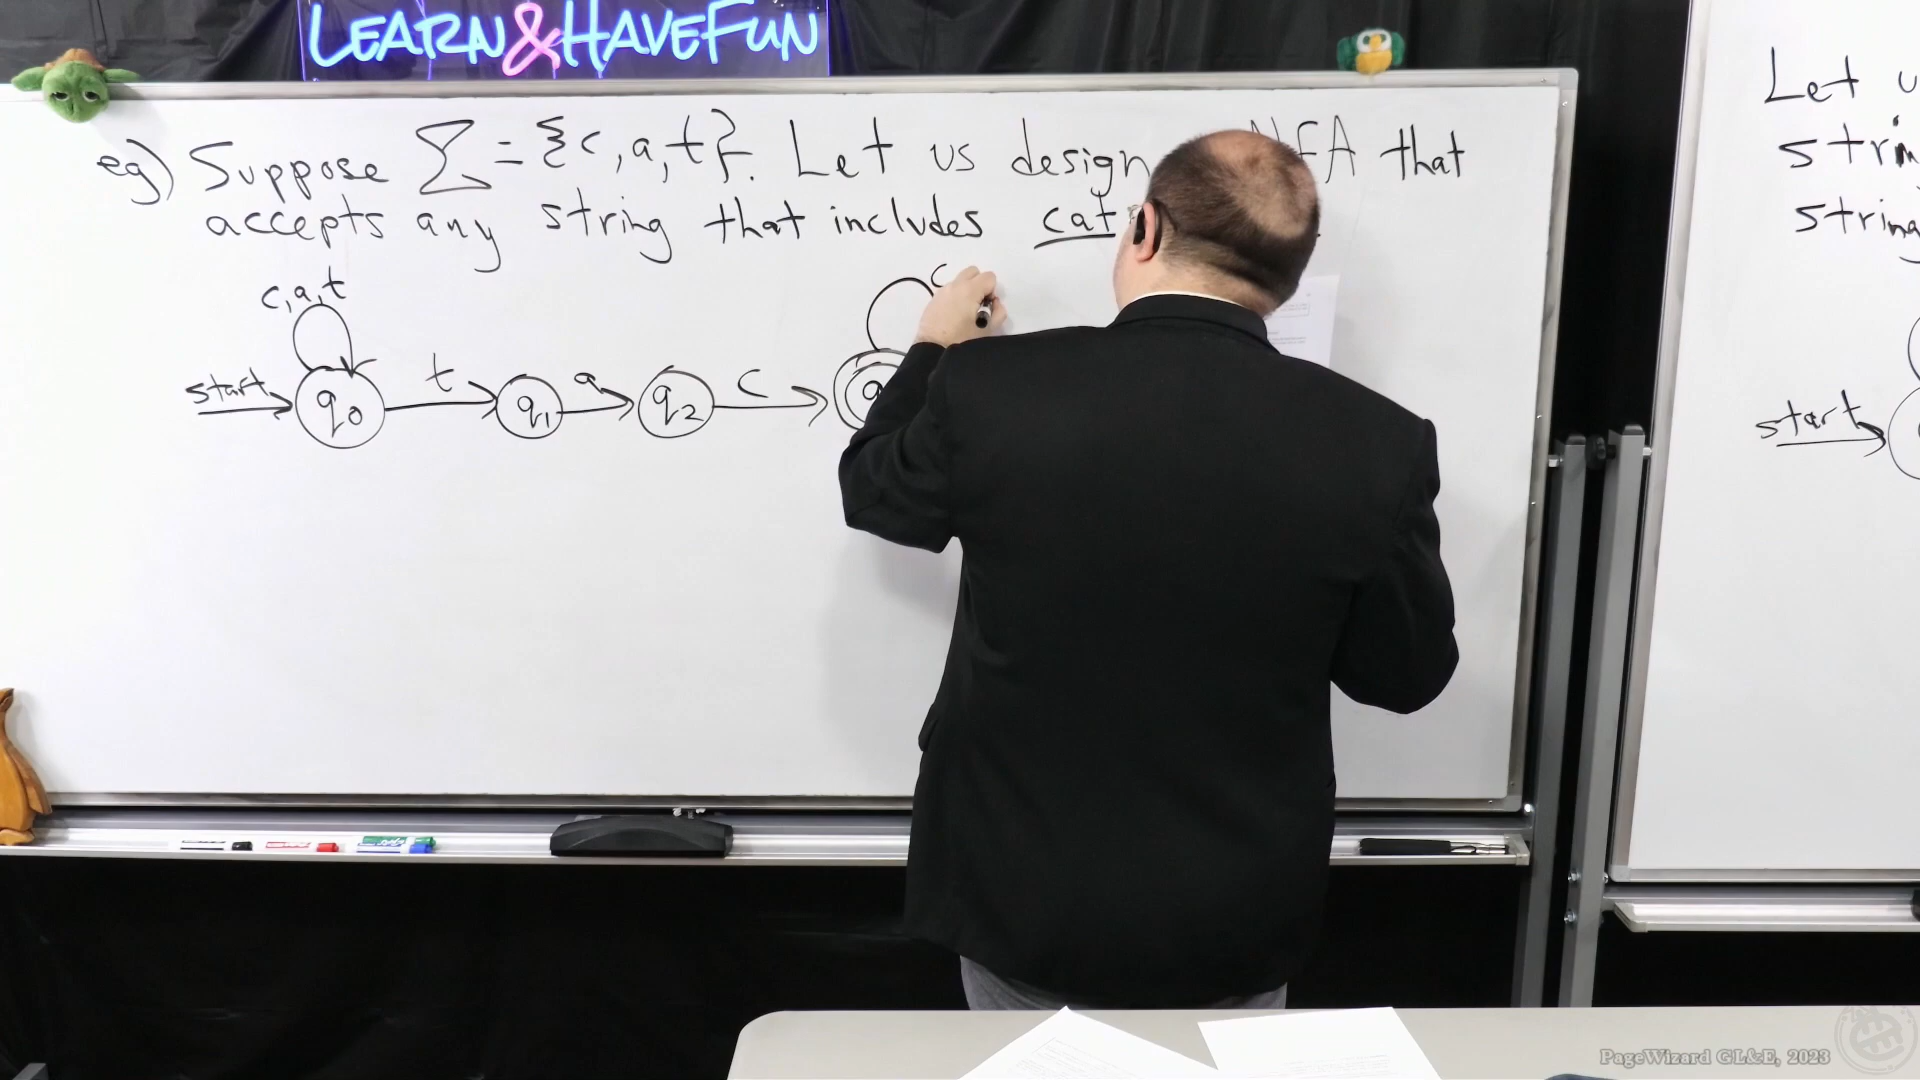 LEARN&HAVEFUN
eg) Suppose Σ = {c, a, t}. Let us design NFA that
accepts any string that includes cat
c, a, t
c
start
q0
t
q1
a
q2
c
q
Let
string
start
PageWizard GL&E, 2023